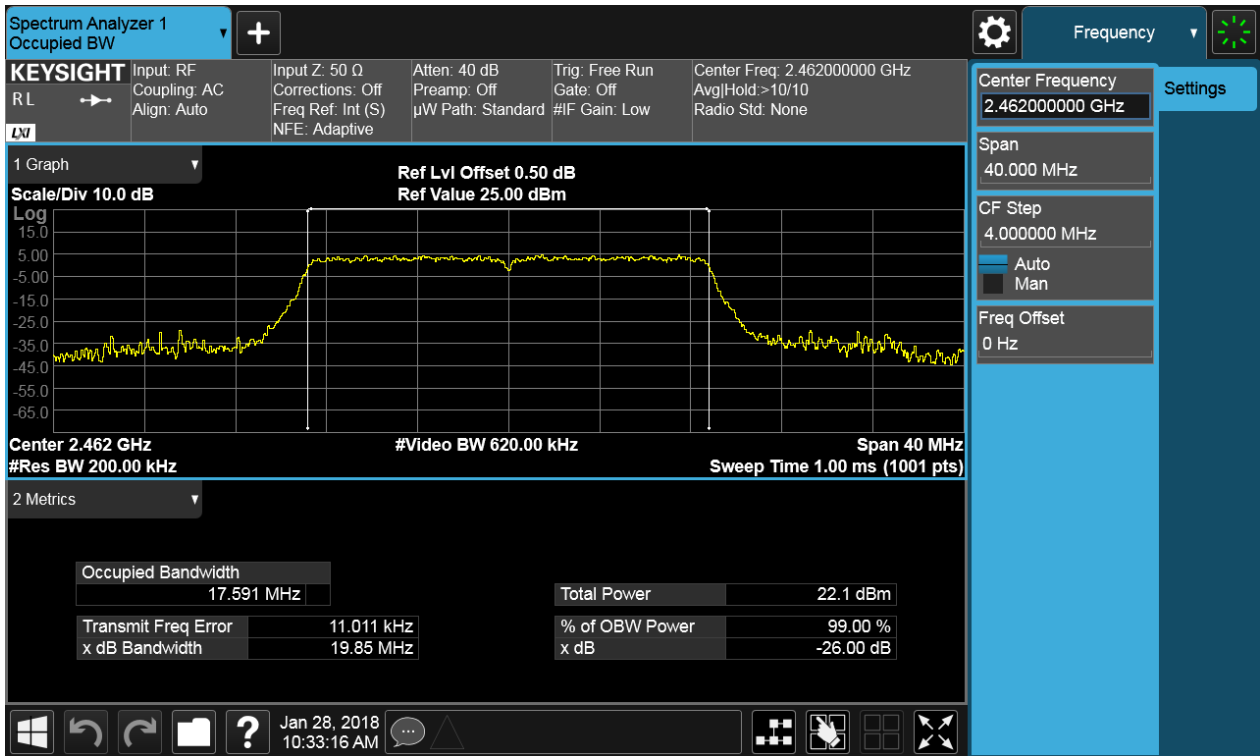 Spectrum Analyzer 1
Occupied BW
+
Frequency
KEYSIGHT
R L
LXI
Input: RF
Coupling: AC
Align: Auto
Input Z: 50 Ω
Corrections: Off
Freq Ref: Int (S)
NFE: Adaptive
Atten: 40 dB
Preamp: Off
µW Path: Standard
Trig: Free Run
Gate: Off
#IF Gain: Low
Center Freq: 2.462000000 GHz
Avg|Hold:>10/10
Radio Std: None
Center Frequency
2.462000000 GHz
Settings
Span
40.000 MHz
CF Step
4.000000 MHz
Auto
Man
Freq Offset
0 Hz
1 Graph
Ref Lvl Offset 0.50 dB
Scale/Div 10.0 dB
Ref Value 25.00 dBm
Log
15.0
5.00
-5.00
-15.0
-25.0
-35.0
-45.0
-55.0
-65.0
Center 2.462 GHz
#Video BW 620.00 kHz
Span 40 MHz
#Res BW 200.00 kHz
Sweep Time 1.00 ms (1001 pts)
2 Metrics
Occupied Bandwidth
17.591 MHz
Total Power 22.1 dBm
Transmit Freq Error 11.011 kHz
% of OBW Power 99.00 %
x dB Bandwidth 19.85 MHz
x dB -26.00 dB
?
Jan 28, 2018
10:33:16 AM